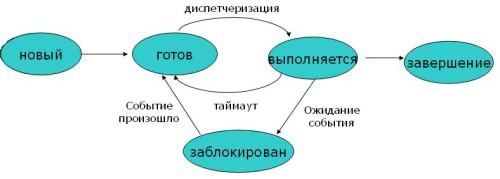 диспетчеризация
новый
готов
выполняется
завершение
Событие
произошло
таймаут
Ожидание
события
заблокирован